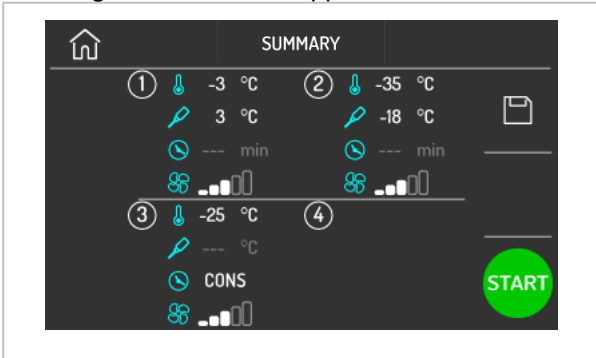 SUMMARY
1 -3 °C 2 -35 °C
3 °C -18 °C
--- min --- min
3 -25 °C 4
--- °C
CONS
START